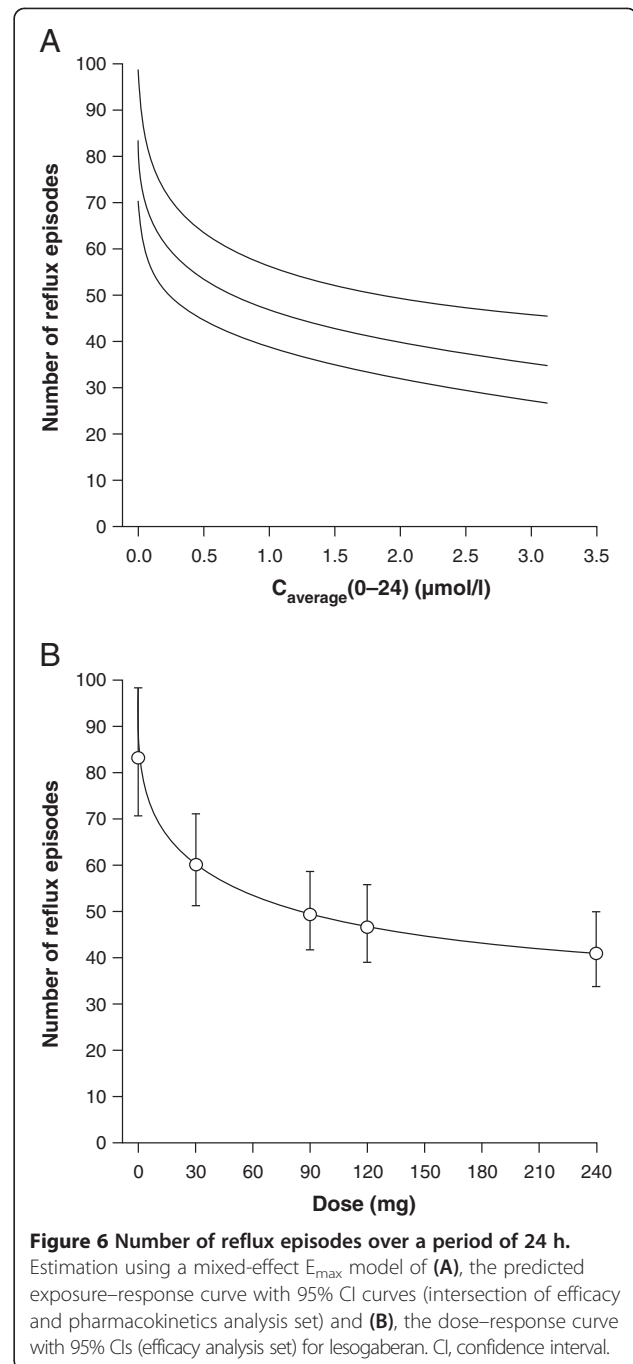 A
100
90
80
70
60
50
40
30
20
10
0
Number of reflux episodes
0.0 0.5 1.0 1.5 2.0 2.5 3.0 3.5
Caverage(0–24) (µmol/l)
B
100
90
80
70
60
50
40
30
20
10
0
Number of reflux episodes
0 30 60 90 120 150 180 210 240
Dose (mg)
Figure 6 Number of reflux episodes over a period of 24 h.
Estimation using a mixed-effect Emax model of (A), the predicted
exposure–response curve with 95% CI curves (intersection of efficacy
and pharmacokinetics analysis set) and (B), the dose–response curve
with 95% CIs (efficacy analysis set) for lesogaberan. CI, confidence interval.